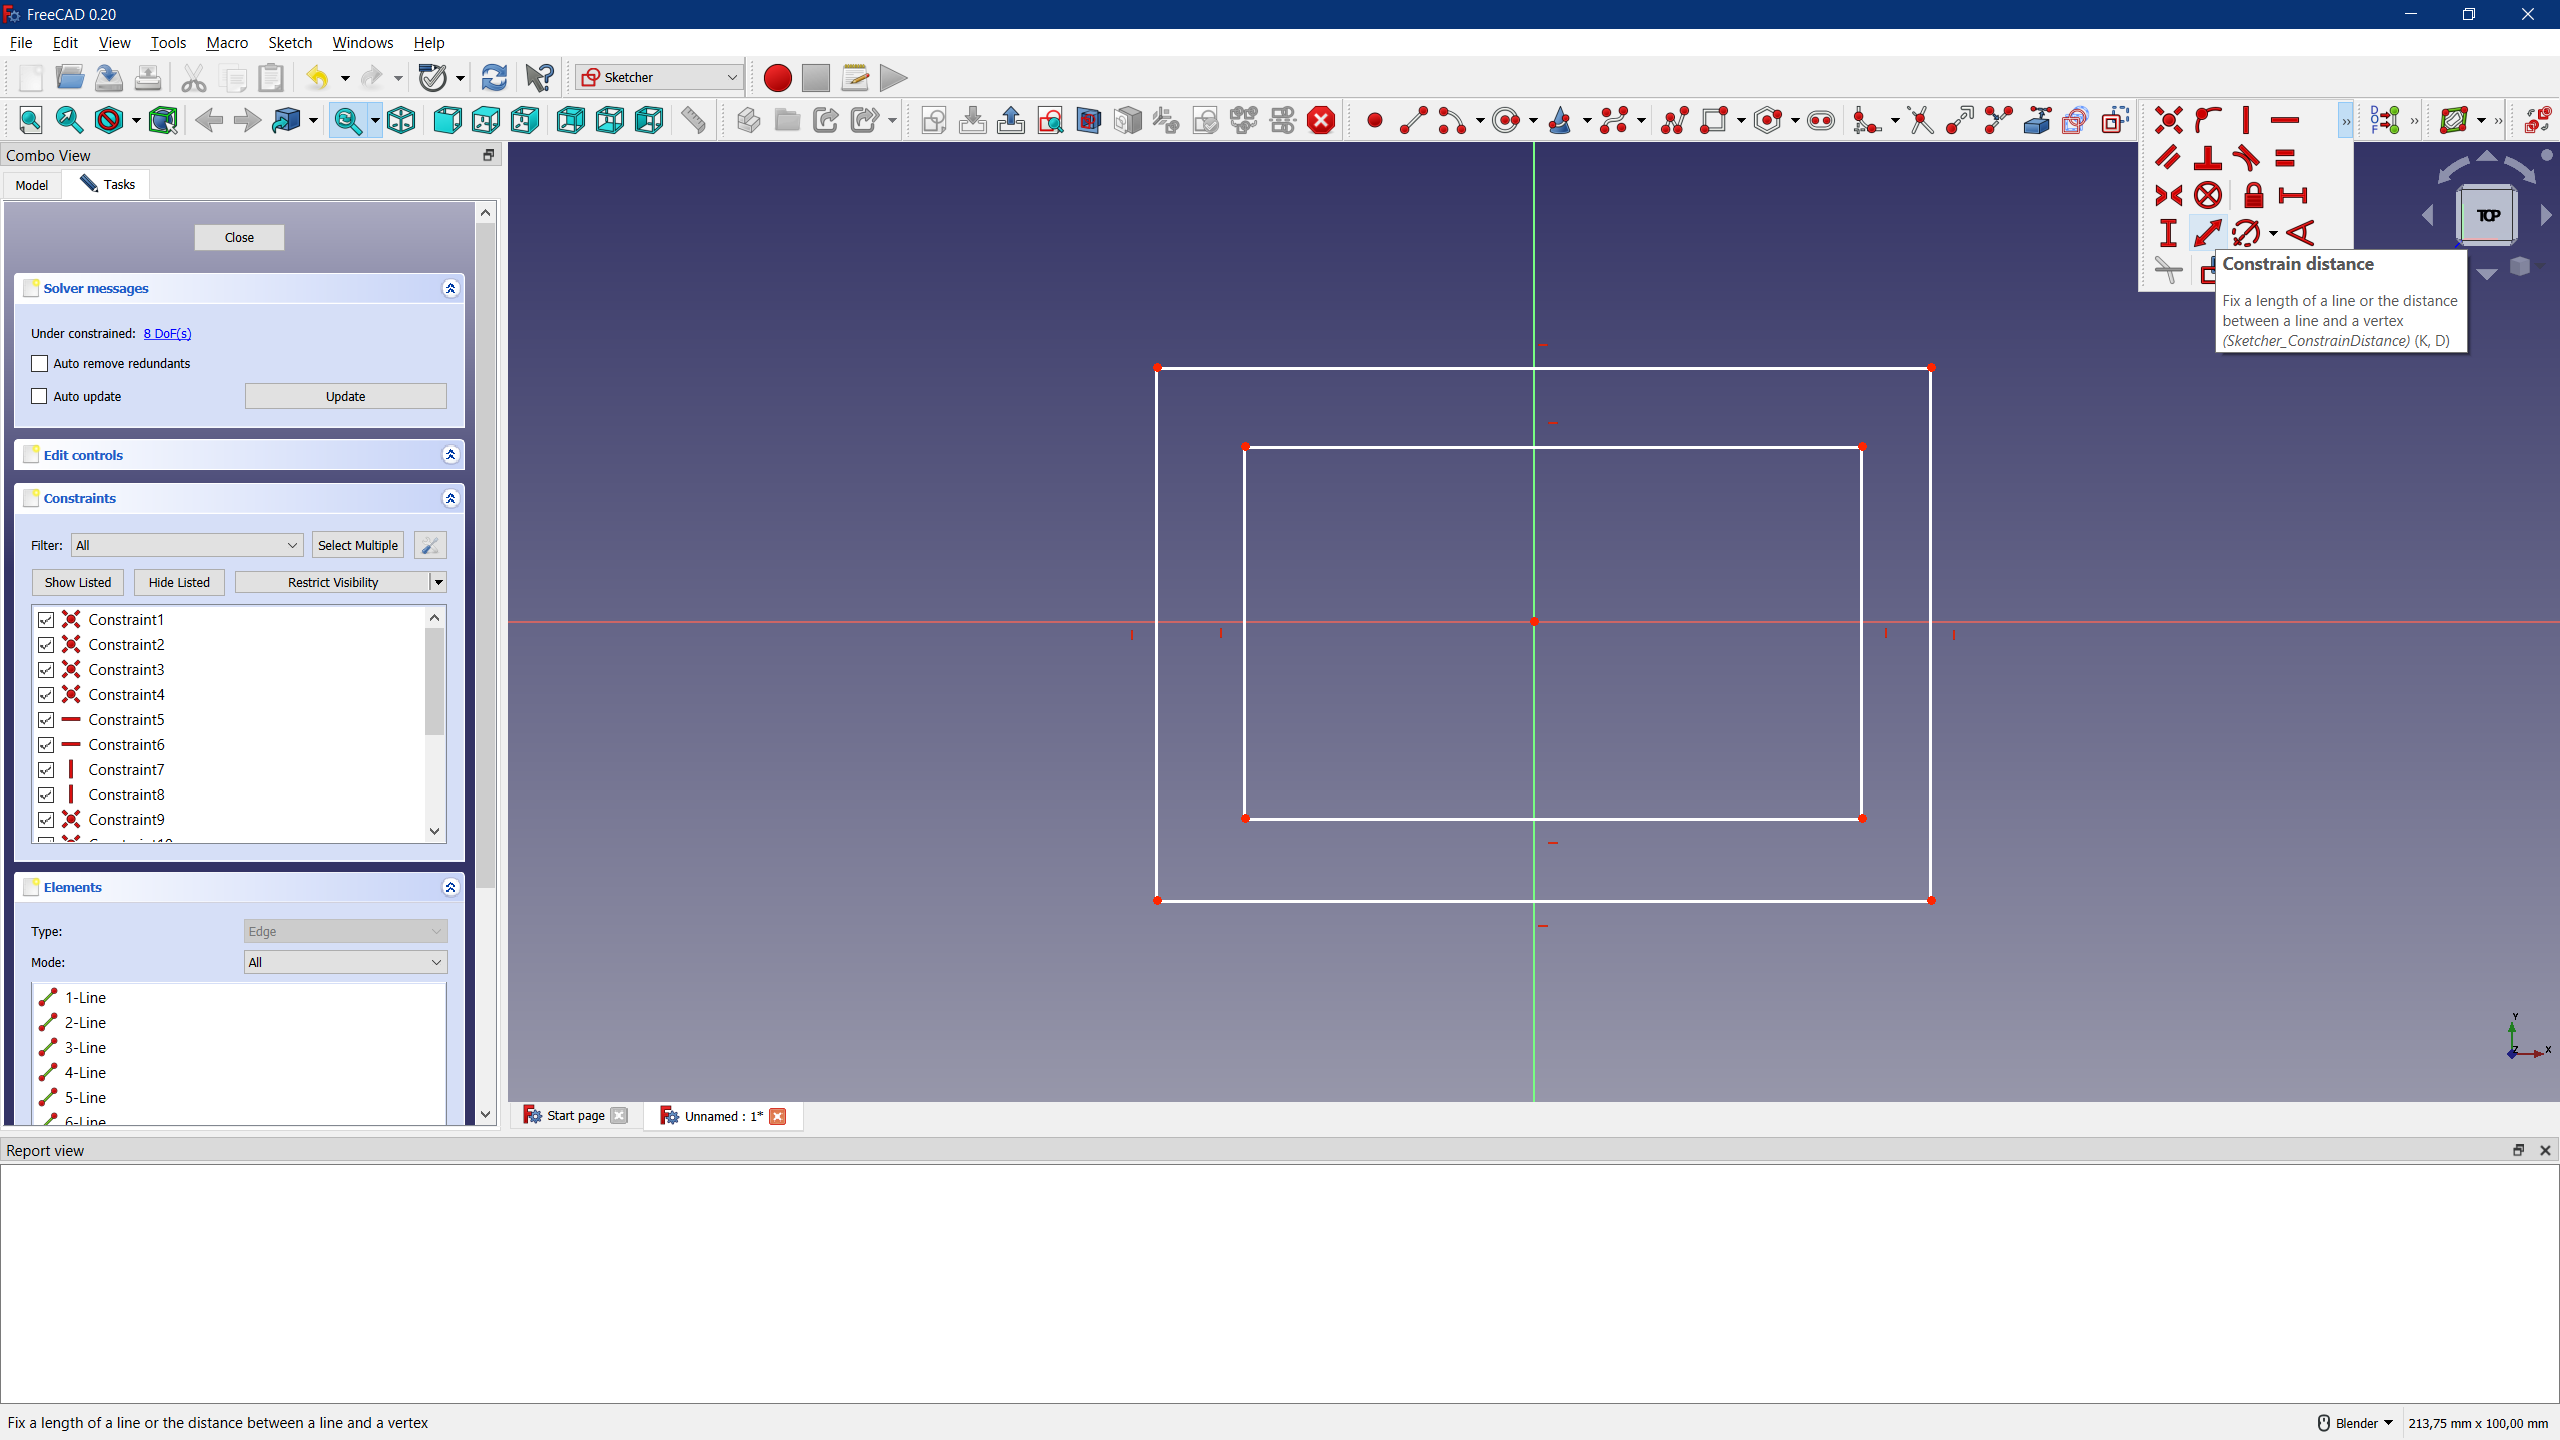 FreeCAD 0.20
File Edit View Tools Macro Sketch Windows Help
Sketcher
Combo View
Model Tasks
TOP
Close
Constrain distance
Fix a length of a line or the distance
between a line and a vertex
(Sketcher_ConstrainDistance) (K, D)
Solver messages
Under constrained: 8 DoF(s)
Auto remove redundants
Auto update Update
Edit controls
Constraints
Filter: All Select Multiple
Show Listed Hide Listed Restrict Visibility
Constraint1
Constraint2
Constraint3
Constraint4
Constraint5
Constraint6
Constraint7
Constraint8
Constraint9
Elements
Type: Edge
Mode: All
1-Line
2-Line
3-Line
4-Line
5-Line
6-Line
Y
Z X
Start page Unnamed : 1*
Report view
Fix a length of a line or the distance between a line and a vertex
Blender 213,75 mm x 100,00 mm